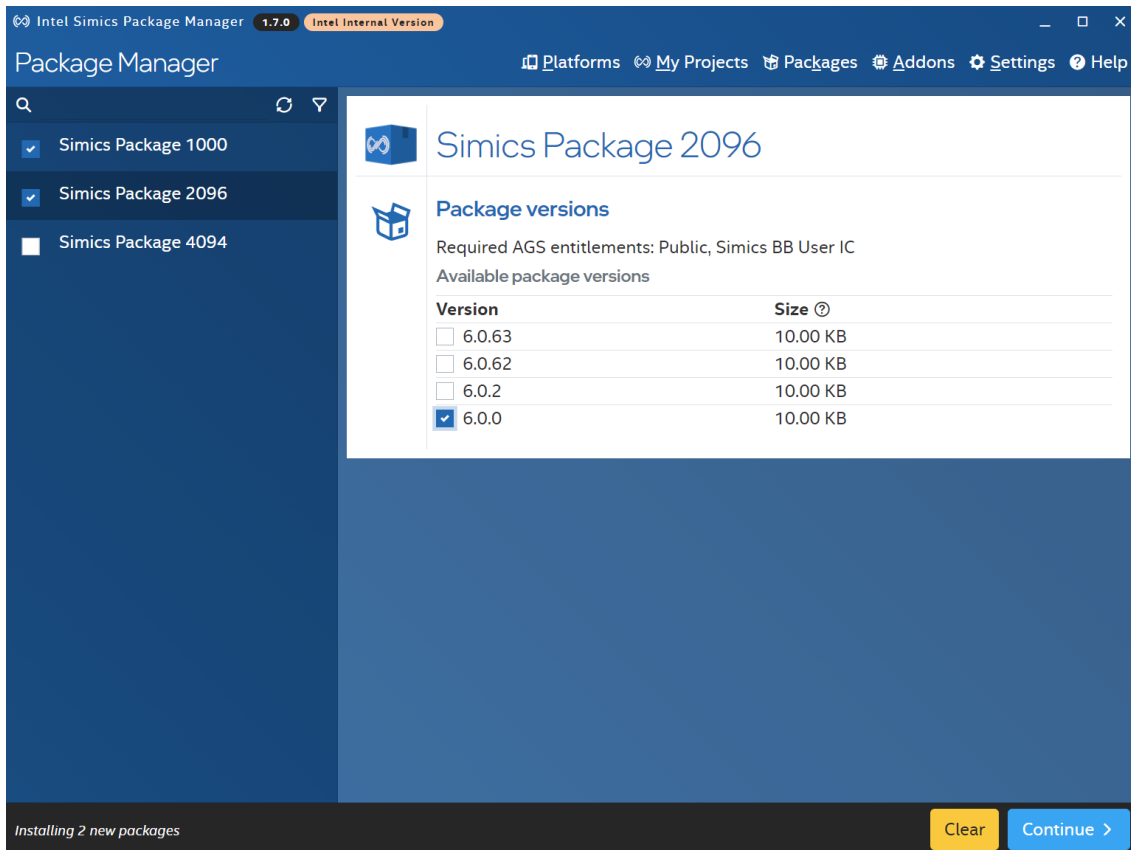 Intel Simics Package Manager 1.7.0 Intel Internal Version
Package Manager
Platforms My Projects Packages Addons Settings Help
Simics Package 1000
Simics Package 2096
Simics Package 4094
Simics Package 2096
Package versions
Required AGS entitlements: Public, Simics BB User IC
Available package versions
Version Size
6.0.63 10.00 KB
6.0.62 10.00 KB
6.0.2 10.00 KB
6.0.0 10.00 KB
Installing 2 new packages
Clear Continue